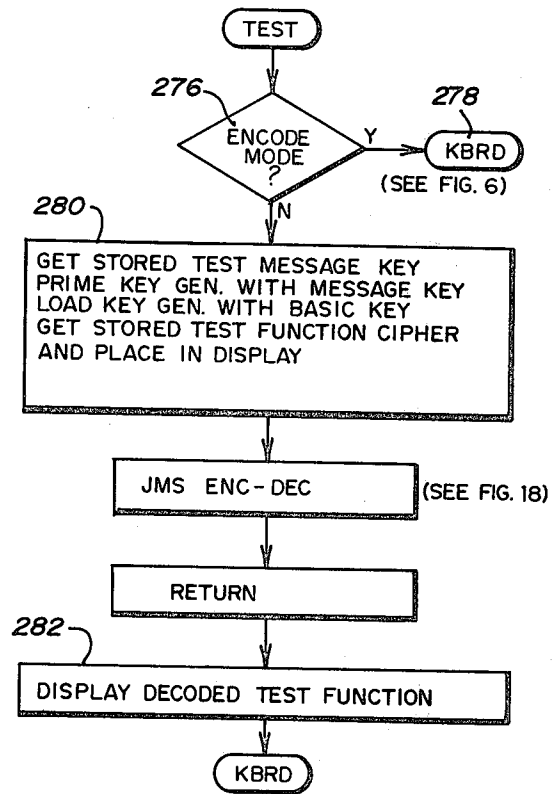 TEST
276
278
ENCODE
MODE
?
Y
KBRD
(SEE FIG. 6)
N
280
GET STORED TEST MESSAGE KEY
PRIME KEY GEN. WITH MESSAGE KEY
LOAD KEY GEN. WITH BASIC KEY
GET STORED TEST FUNCTION CIPHER
AND PLACE IN DISPLAY
JMS ENC-DEC
(SEE FIG. 18)
RETURN
282
DISPLAY DECODED TEST FUNCTION
KBRD